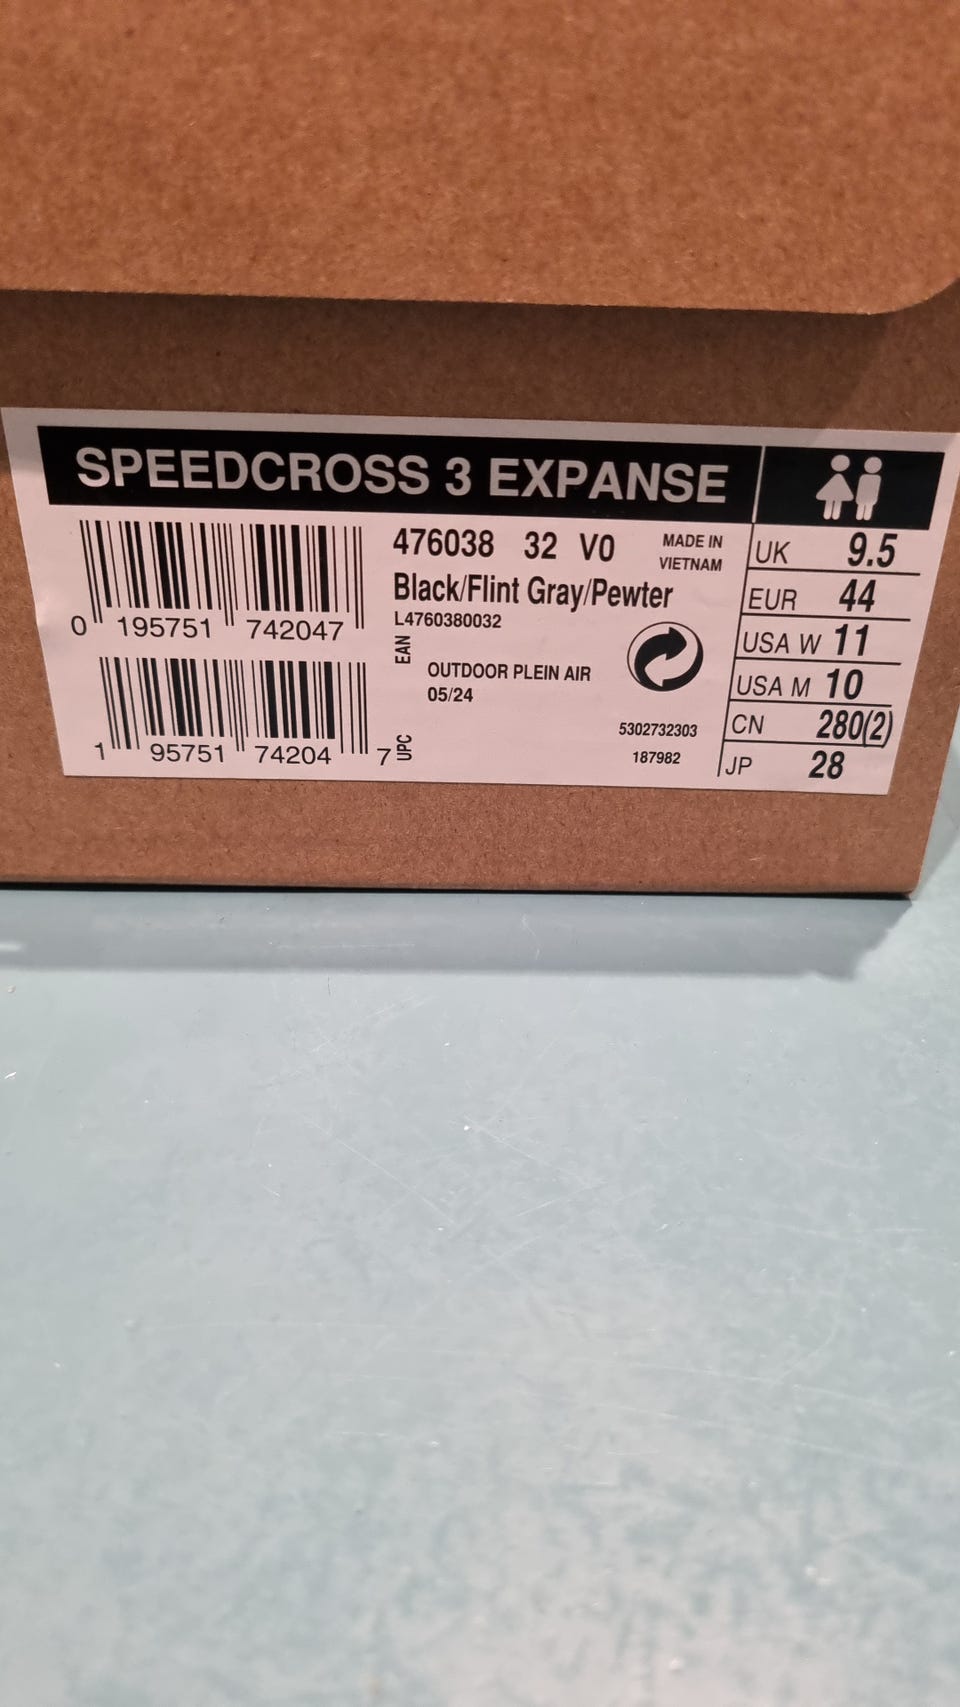 SPEEDCROSS 3 EXPANSE
0 195751 742047
1 95751 74204 7
EAN
UPC
476038 32 V0
MADE IN
VIETNAM
Black/Flint Gray/Pewter
L4760380032
OUTDOOR PLEIN AIR
05/24
5302732303
187982
UK 9.5
EUR 44
USA W 11
USA M 10
CN 280(2)
JP 28